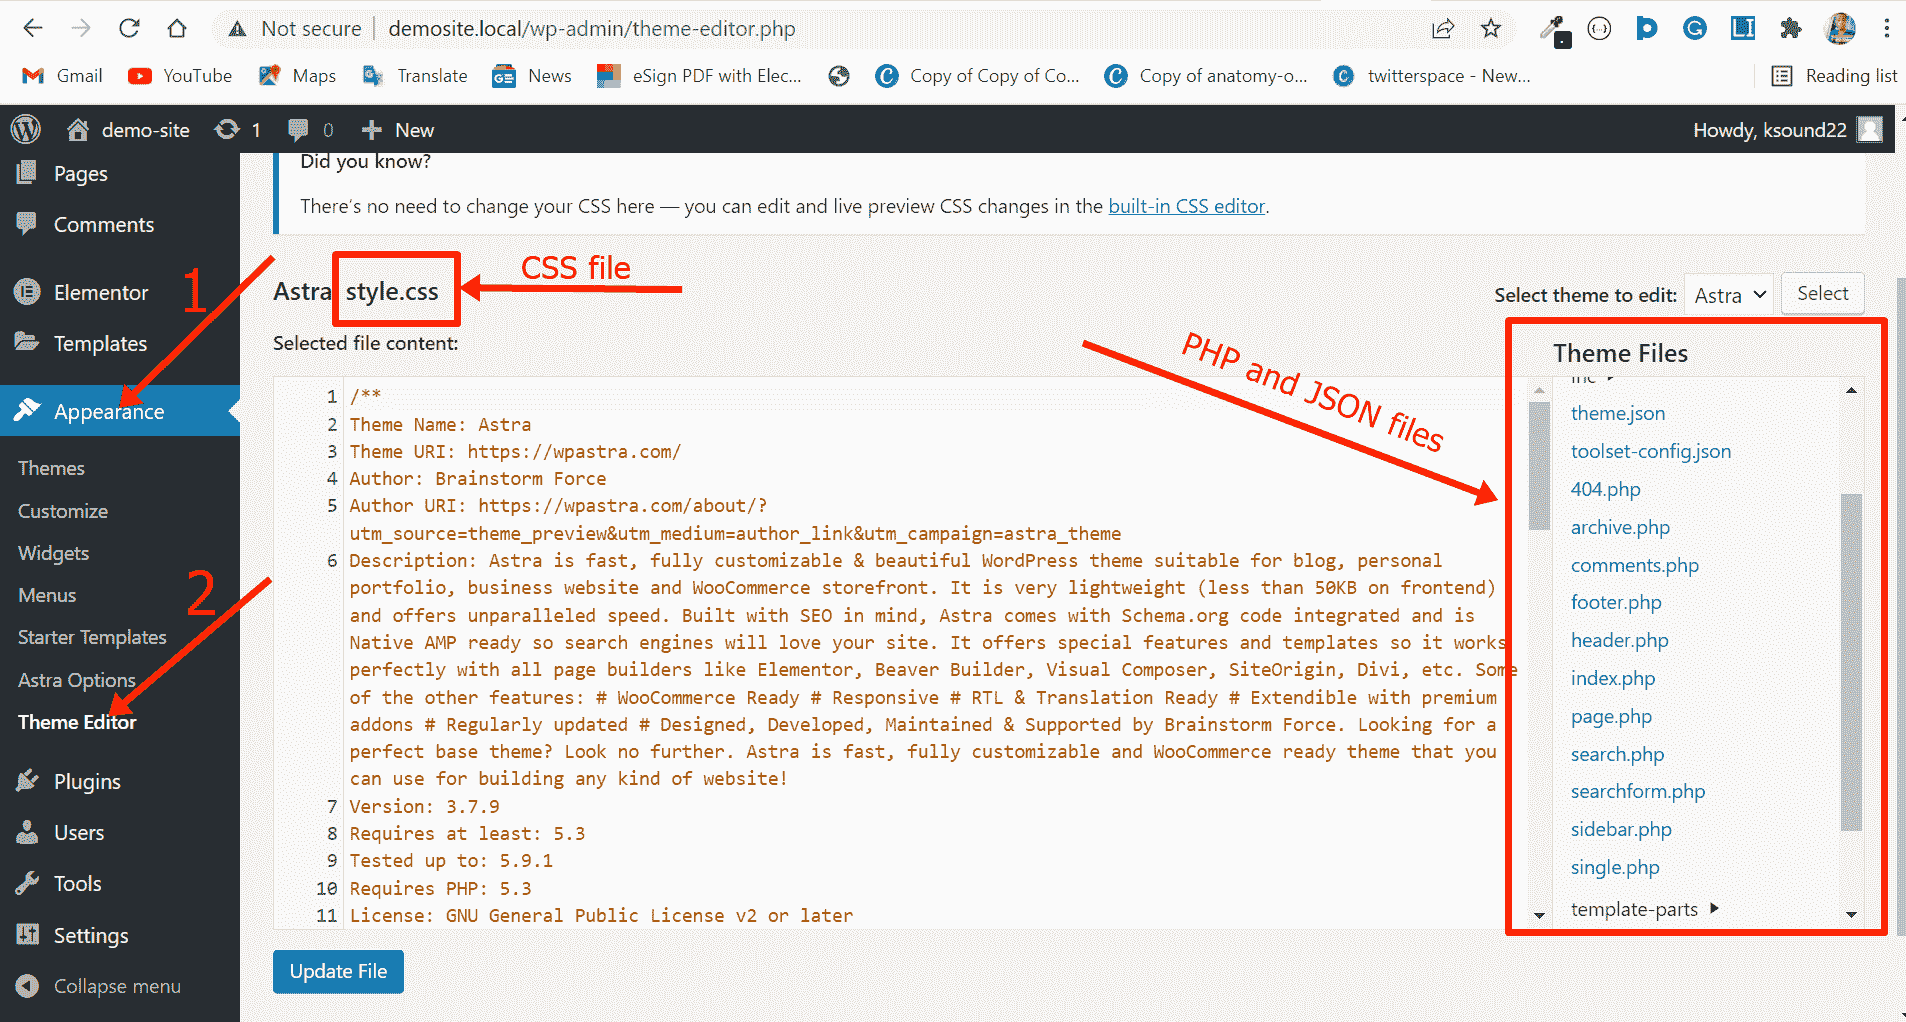 Not secure | demosite.local/wp-admin/theme-editor.php
Gmail YouTube Maps Translate News eSign PDF with Elec... Copy of Copy of Co... Copy of anatomy-o... twitterspace - New... Reading list
demo-site 1 0 New Howdy, ksound22
Pages
Comments
Elementor
Templates
Appearance
Themes
Customize
Widgets
Menus
Starter Templates
Astra Options
Theme Editor
Plugins
Users
Tools
Settings
Collapse menu
1
2
Did you know?
There's no need to change your CSS here — you can edit and live preview CSS changes in the built-in CSS editor.
Astra style.css
CSS file
Select theme to edit: Astra Select
Selected file content:
1 /**
2 Theme Name: Astra
3 Theme URI: https://wpastra.com/
4 Author: Brainstorm Force
5 Author URI: https://wpastra.com/about/?
utm_source=theme_preview&utm_medium=author_link&utm_campaign=astra_theme
6 Description: Astra is fast, fully customizable & beautiful WordPress theme suitable for blog, personal
portfolio, business website and WooCommerce storefront. It is very lightweight (less than 50KB on frontend)
and offers unparalleled speed. Built with SEO in mind, Astra comes with Schema.org code integrated and is
Native AMP ready so search engines will love your site. It offers special features and templates so it works
perfectly with all page builders like Elementor, Beaver Builder, Visual Composer, SiteOrigin, Divi, etc. Some
of the other features: # WooCommerce Ready # Responsive # RTL & Translation Ready # Extendible with premium
addons # Regularly updated # Designed, Developed, Maintained & Supported by Brainstorm Force. Looking for a
perfect base theme? Look no further. Astra is fast, fully customizable and WooCommerce ready theme that you
can use for building any kind of website!
7 Version: 3.7.9
8 Requires at least: 5.3
9 Tested up to: 5.9.1
10 Requires PHP: 5.3
11 License: GNU General Public License v2 or later
Update File
PHP and JSON files
Theme Files
inc
theme.json
toolset-config.json
404.php
archive.php
comments.php
footer.php
header.php
index.php
page.php
search.php
searchform.php
sidebar.php
single.php
template-parts